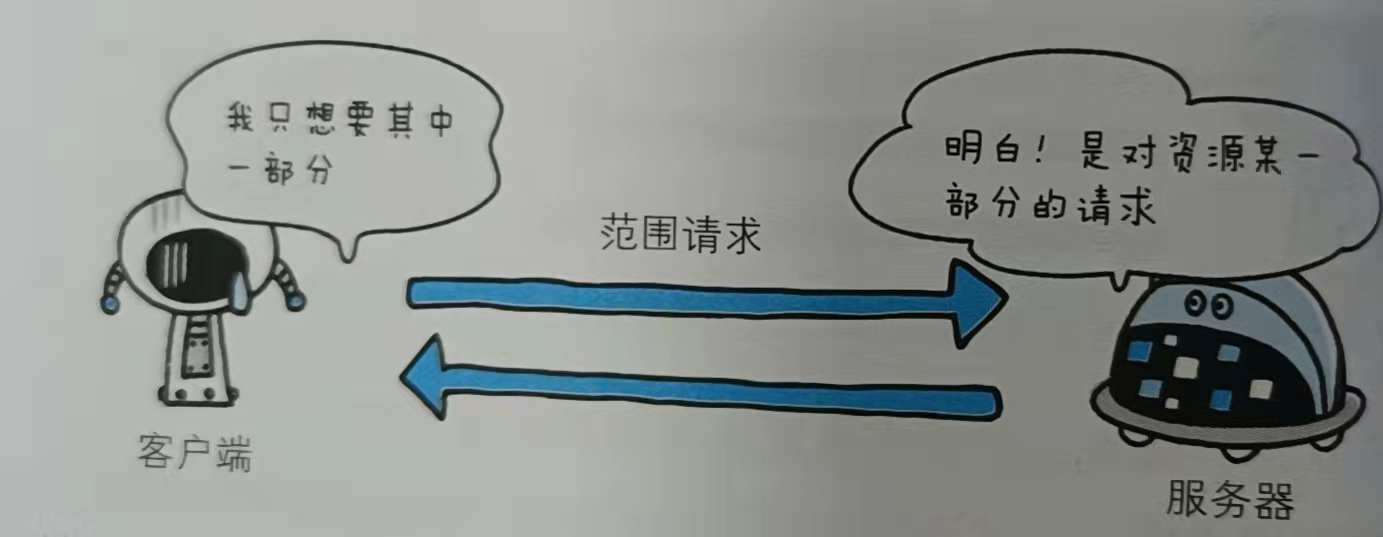 我只想要其中
一部分
明白！是对资源某一
部分的请求
范围请求
客户端
服务器